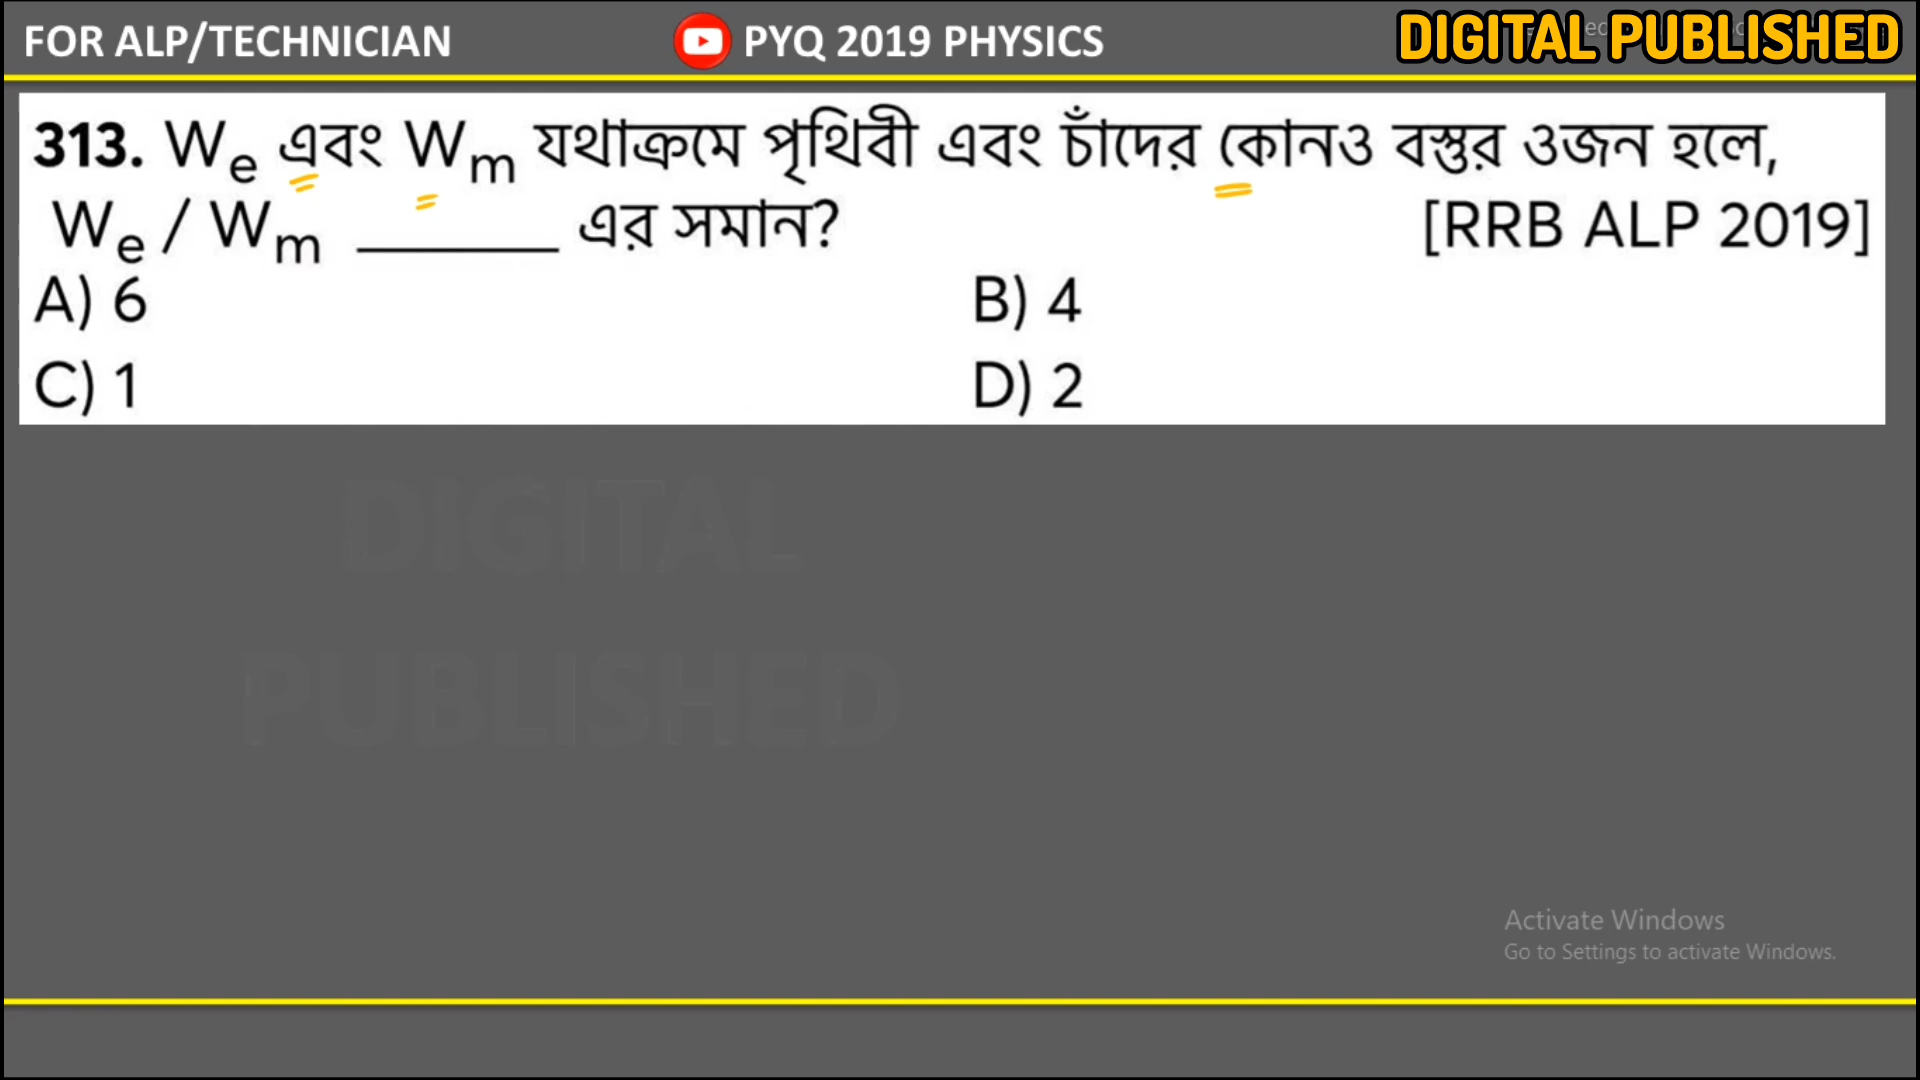 FOR ALP/TECHNICIAN
PYQ 2019 PHYSICS
DIGITAL PUBLISHED
313. We এবং Wm যথাক্রমে পৃথিবী এবং চাঁদের কোনও বস্তুর ওজন হলে,
We / Wm ______ এর সমান? [RRB ALP 2019]
A) 6 B) 4
C) 1 D) 2
DIGITAL
PUBLISHED
Activate Windows
Go to Settings to activate Windows.